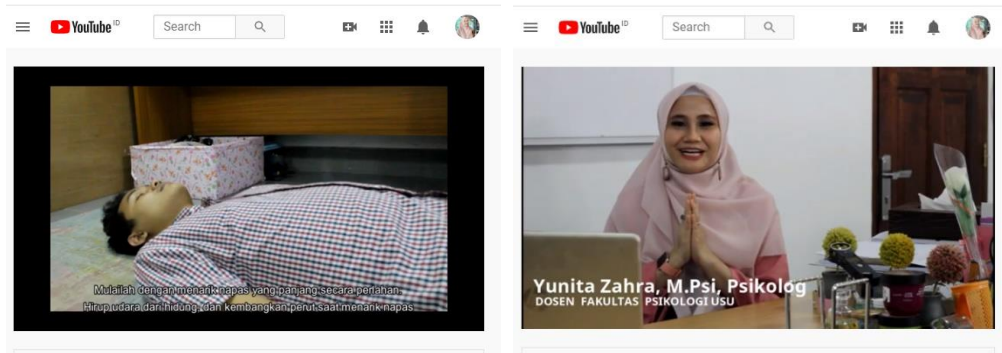 YouTube ID
Search
Mulailah dengan menarik napas yang panjang secara perlahan.
Hirup udara dari hidung, dan kembangkan perut saat menarik napas.
YouTube ID
Search
Yunita Zahra, M.Psi, Psikolog
DOSEN FAKULTAS PSIKOLOGI USU